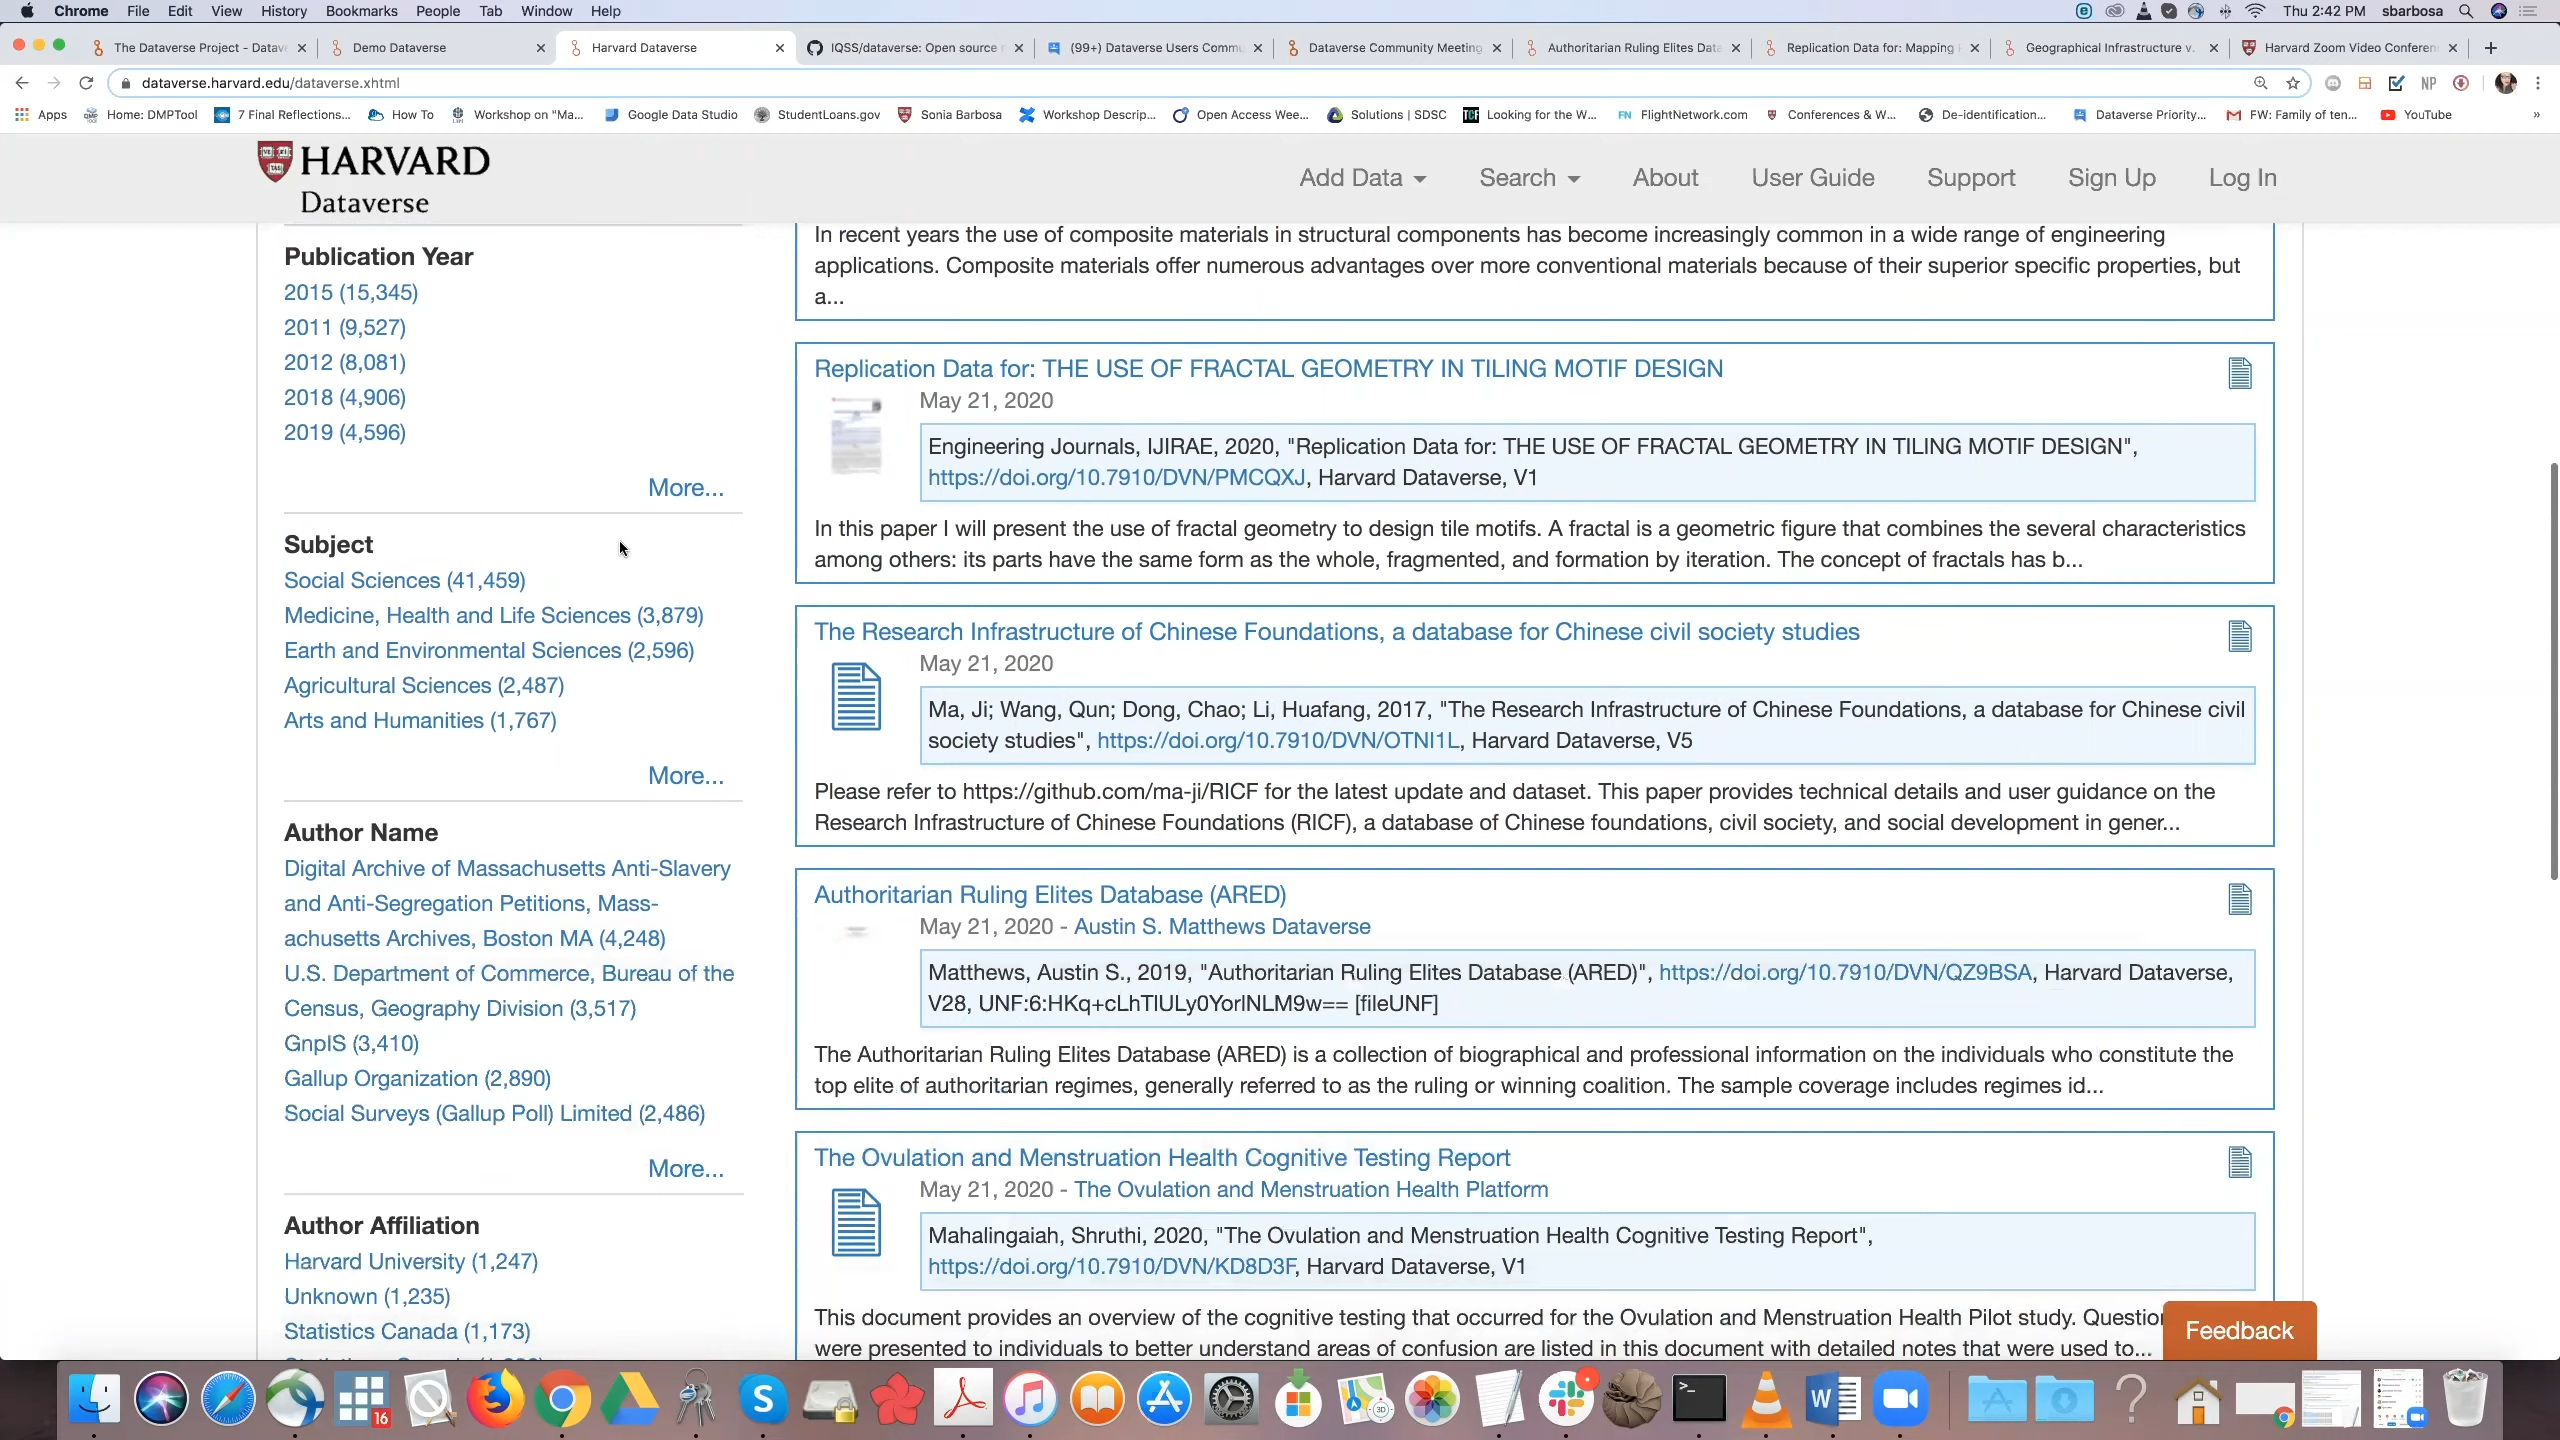 Chrome File Edit View History Bookmarks People Tab Window Help
Thu 2:42 PM sbarbosa
The Dataverse Project - Datave
Demo Dataverse
Harvard Dataverse
IQSS/dataverse: Open source
(99+) Dataverse Users Commu
Dataverse Community Meeting
Authoritarian Ruling Elites Data
Replication Data for: Mapping
Geographical Infrastructure v.
Harvard Zoom Video Conferen
dataverse.harvard.edu/dataverse.xhtml
NP
Apps
Home: DMPTool
7 Final Reflections...
How To
Workshop on "Ma...
Google Data Studio
StudentLoans.gov
Sonia Barbosa
Workshop Descrip...
Open Access Wee...
Solutions | SDSC
TCF Looking for the W...
FN FlightNetwork.com
Conferences & W...
De-identification...
Dataverse Priority...
FW: Family of ten...
YouTube
»
HARVARD
Dataverse
Add Data Search About User Guide Support Sign Up Log In
Publication Year
2015 (15,345)
2011 (9,527)
2012 (8,081)
2018 (4,906)
2019 (4,596)
More...
Subject
Social Sciences (41,459)
Medicine, Health and Life Sciences (3,879)
Earth and Environmental Sciences (2,596)
Agricultural Sciences (2,487)
Arts and Humanities (1,767)
More...
Author Name
Digital Archive of Massachusetts Anti-Slavery
and Anti-Segregation Petitions, Mass-
achusetts Archives, Boston MA (4,248)
U.S. Department of Commerce, Bureau of the
Census, Geography Division (3,517)
GnpIS (3,410)
Gallup Organization (2,890)
Social Surveys (Gallup Poll) Limited (2,486)
More...
Author Affiliation
Harvard University (1,247)
Unknown (1,235)
Statistics Canada (1,173)
In recent years the use of composite materials in structural components has become increasingly common in a wide range of engineering
applications. Composite materials offer numerous advantages over more conventional materials because of their superior specific properties, but
a...
Replication Data for: THE USE OF FRACTAL GEOMETRY IN TILING MOTIF DESIGN
May 21, 2020
Engineering Journals, IJIRAE, 2020, "Replication Data for: THE USE OF FRACTAL GEOMETRY IN TILING MOTIF DESIGN",
https://doi.org/10.7910/DVN/PMCQXJ, Harvard Dataverse, V1
In this paper I will present the use of fractal geometry to design tile motifs. A fractal is a geometric figure that combines the several characteristics
among others: its parts have the same form as the whole, fragmented, and formation by iteration. The concept of fractals has b...
The Research Infrastructure of Chinese Foundations, a database for Chinese civil society studies
May 21, 2020
Ma, Ji; Wang, Qun; Dong, Chao; Li, Huafang, 2017, "The Research Infrastructure of Chinese Foundations, a database for Chinese civil
society studies", https://doi.org/10.7910/DVN/OTNI1L, Harvard Dataverse, V5
Please refer to https://github.com/ma-ji/RICF for the latest update and dataset. This paper provides technical details and user guidance on the
Research Infrastructure of Chinese Foundations (RICF), a database of Chinese foundations, civil society, and social development in gener...
Authoritarian Ruling Elites Database (ARED)
May 21, 2020 - Austin S. Matthews Dataverse
Matthews, Austin S., 2019, "Authoritarian Ruling Elites Database (ARED)", https://doi.org/10.7910/DVN/QZ9BSA, Harvard Dataverse,
V28, UNF:6:HKq+cLhTlULy0YorlNLM9w== [fileUNF]
The Authoritarian Ruling Elites Database (ARED) is a collection of biographical and professional information on the individuals who constitute the
top elite of authoritarian regimes, generally referred to as the ruling or winning coalition. The sample coverage includes regimes id...
The Ovulation and Menstruation Health Cognitive Testing Report
May 21, 2020 - The Ovulation and Menstruation Health Platform
Mahalingaiah, Shruthi, 2020, "The Ovulation and Menstruation Health Cognitive Testing Report",
https://doi.org/10.7910/DVN/KD8D3F, Harvard Dataverse, V1
This document provides an overview of the cognitive testing that occurred for the Ovulation and Menstruation Health Pilot study. Question
were presented to individuals to better understand areas of confusion are listed in this document with detailed notes that were used to...
Feedback
16